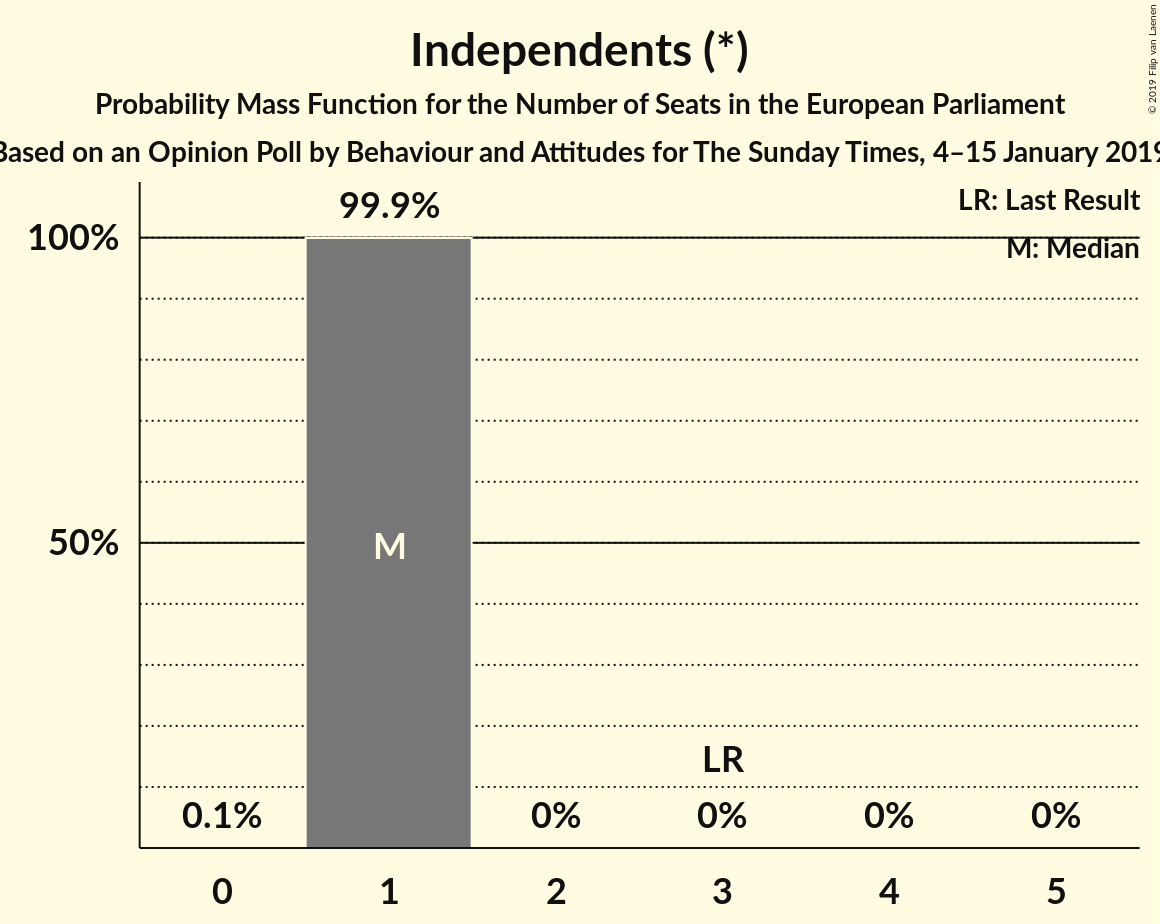 Independents (*)
Probability Mass Function for the Number of Seats in the European Parliament
Based on an Opinion Poll by Behaviour and Attitudes for The Sunday Times, 4–15 January 2019
© 2019 Filip van Laenen
LR: Last Result
M: Median
99.9%
100%
50%
M
LR
0.1%
0%
0%
0%
0%
0
1
2
3
4
5